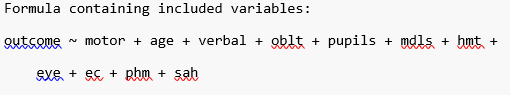 Formula containing included variables:
outcome ~ motor + age + verbal + oblt + pupils + mdls + hmt +
eye + ec + phm + sah